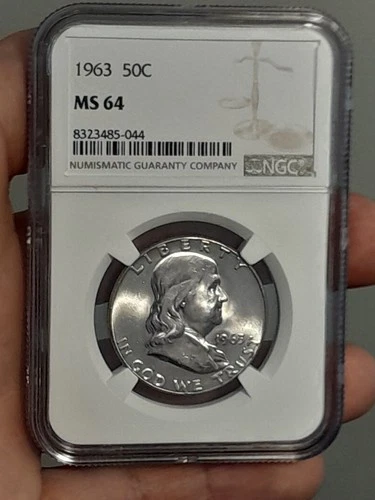 1963 50C
MS 64
8323485-044
NUMISMATIC GUARANTY COMPANY
NGC
LIBERTY
1963
IN GOD WE TRUST